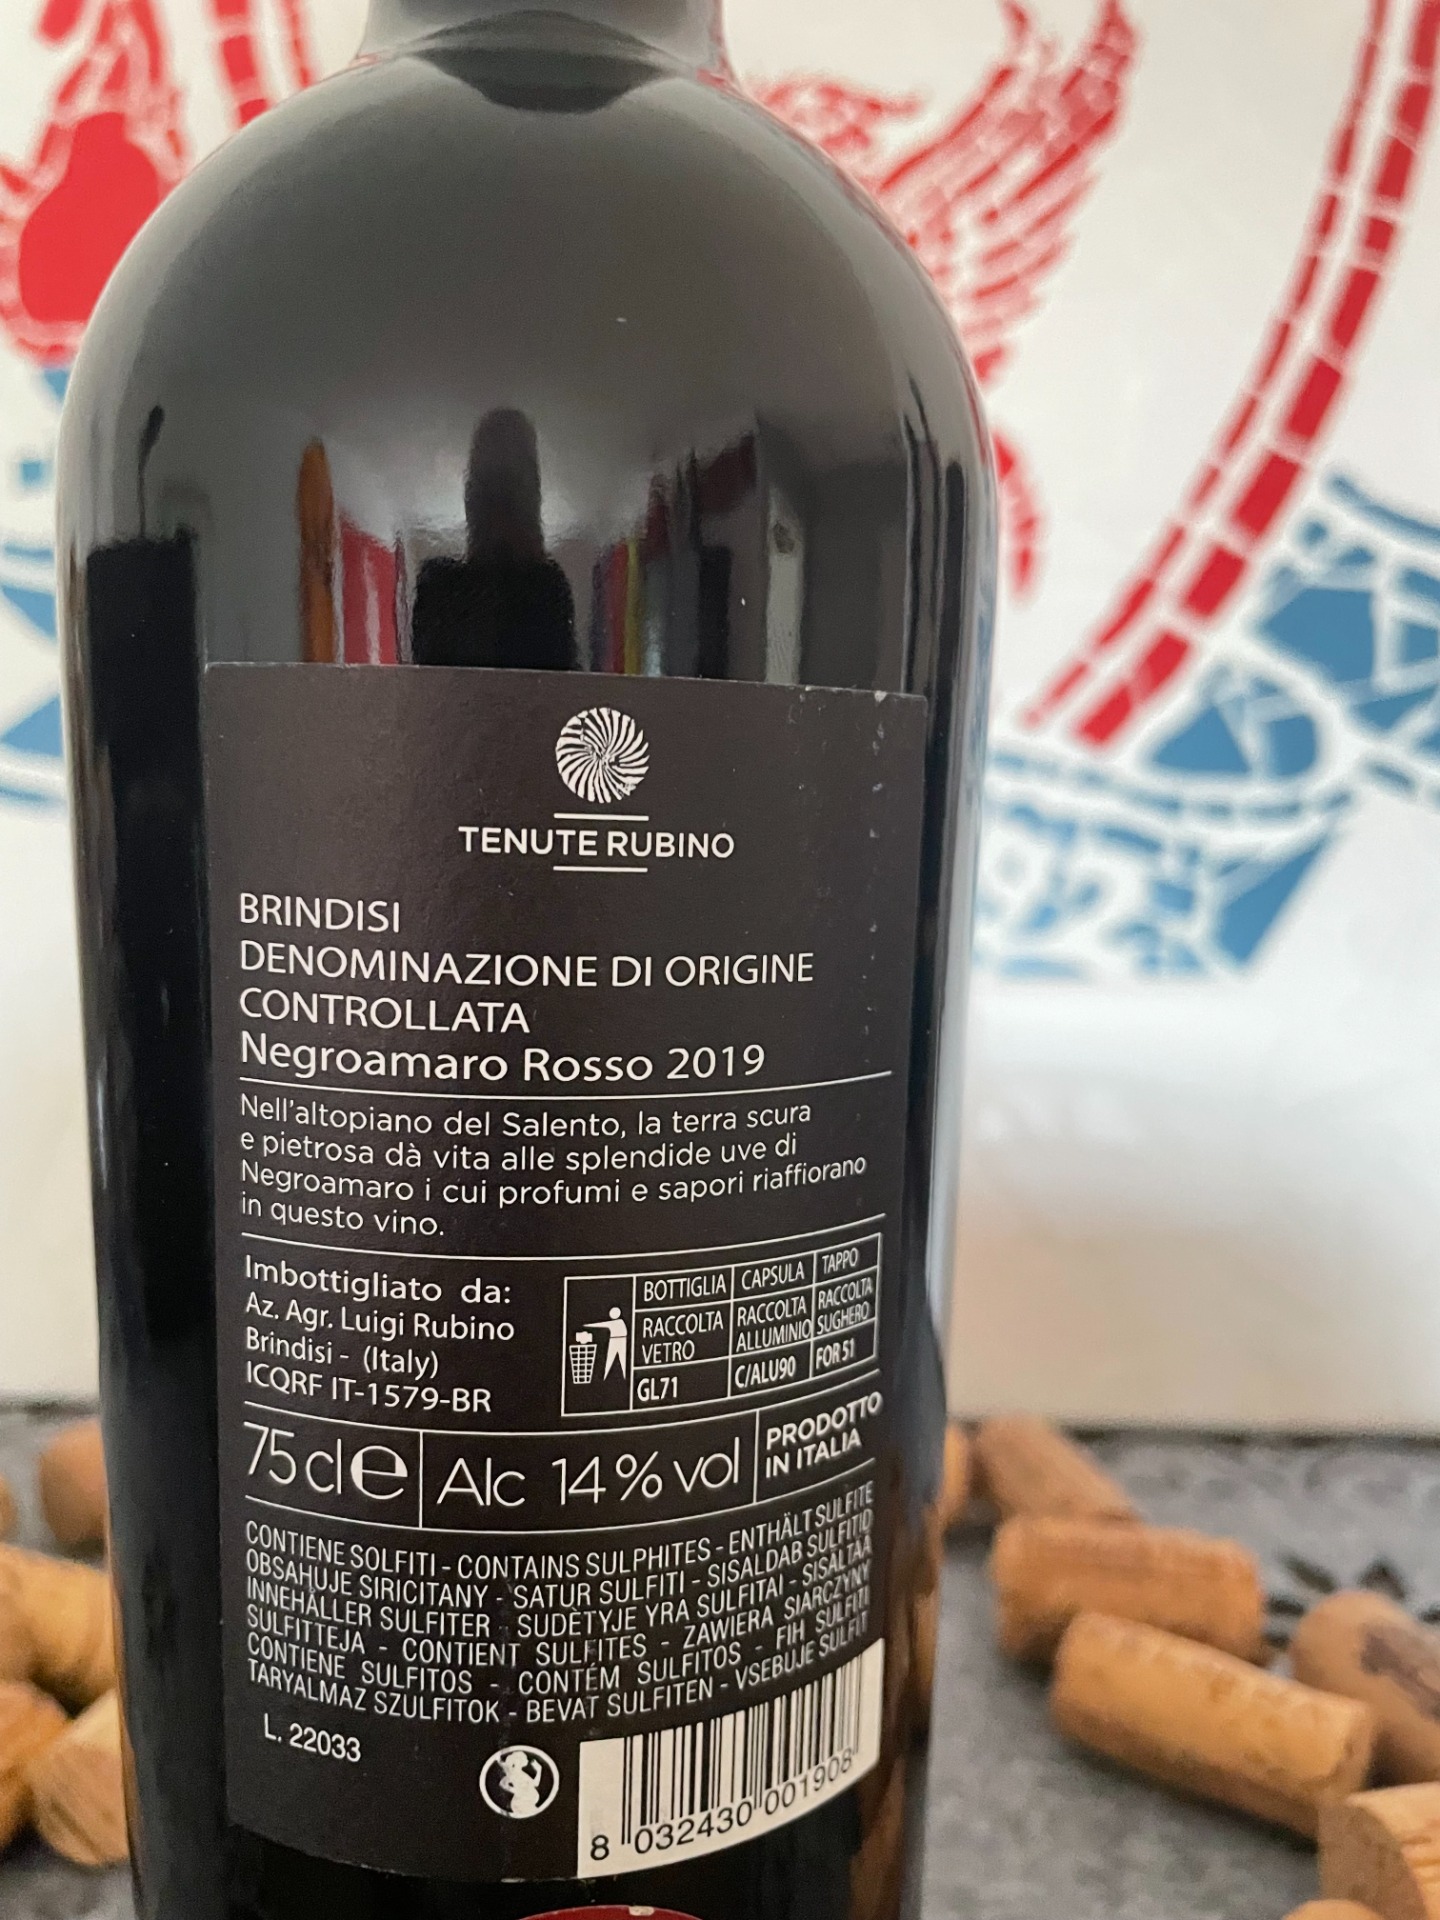 TENUTE RUBINO
BRINDISI
DENOMINAZIONE DI ORIGINE
CONTROLLATA
Negroamaro Rosso 2019
Nell'altopiano del Salento, la terra scura
e pietrosa dà vita alle splendide uve di
Negroamaro i cui profumi e sapori riaffiorano
in questo vino.
Imbottigliato da:
Az. Agr. Luigi Rubino
Brindisi - (Italy)
ICQRF IT-1579-BR
BOTTIGLIA CAPSULA TAPPO
RACCOLTA RACCOLTA RACCOLTA
VETRO ALLUMINIO SUGHERO
GL71 C/ALU90 FOR 51
75 cl e Alc 14% vol
PRODOTTO
IN ITALIA
CONTIENE SOLFITI - CONTAINS SULPHITES - ENTHÄLT SULFITE
OBSAHUJE SIRICITANY - SATUR SULFITI - SISALDAB SULFITID
INNEHÅLLER SULFITER - SUDĖTYJE YRA SULFITAI - SISÄLTÄÄ
SULFITTEJA - CONTIENT SULFITES - ZAWIERA SIARCZYNY
CONTIENE SULFITOS - CONTÉM SULFITOS - FIH SULFITI
TARYALMAZ SZULFITOK - BEVAT SULFITEN - VSEBUJE SULFIT
L. 22033
8 032430 001908